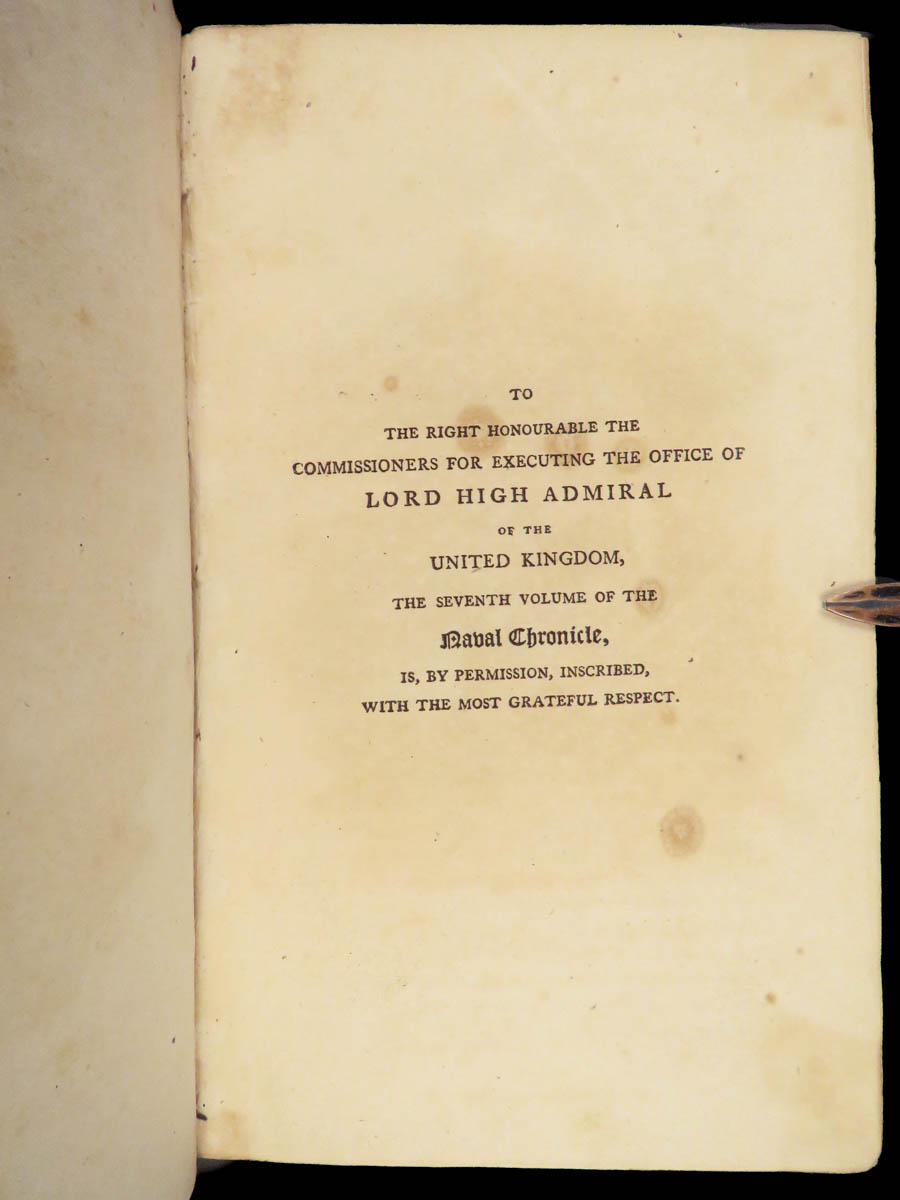 TO
THE RIGHT HONOURABLE THE
COMMISSIONERS FOR EXECUTING THE OFFICE OF
LORD HIGH ADMIRAL
OF THE
UNITED KINGDOM,
THE SEVENTH VOLUME OF THE
Naval Chronicle,
IS, BY PERMISSION, INSCRIBED,
WITH THE MOST GRATEFUL RESPECT.